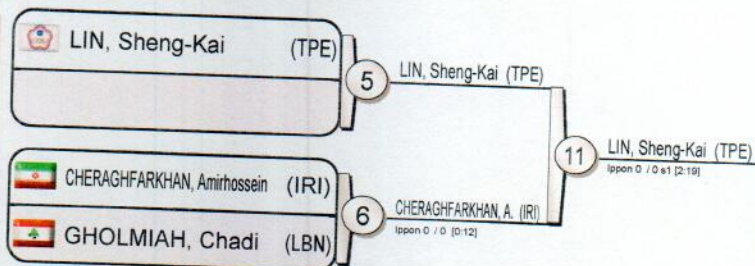 LIN, Sheng-Kai (TPE)
5
LIN, Sheng-Kai (TPE)
CHERAGHFARKHAN, Amirhossein (IRI)
GHOLMIAH, Chadi (LBN)
6
CHERAGHFARKHAN, A. (IRI)
Ippon 0 / 0 [0:12]
11
LIN, Sheng-Kai (TPE)
Ippon 0 / 0 s1 [2:19]